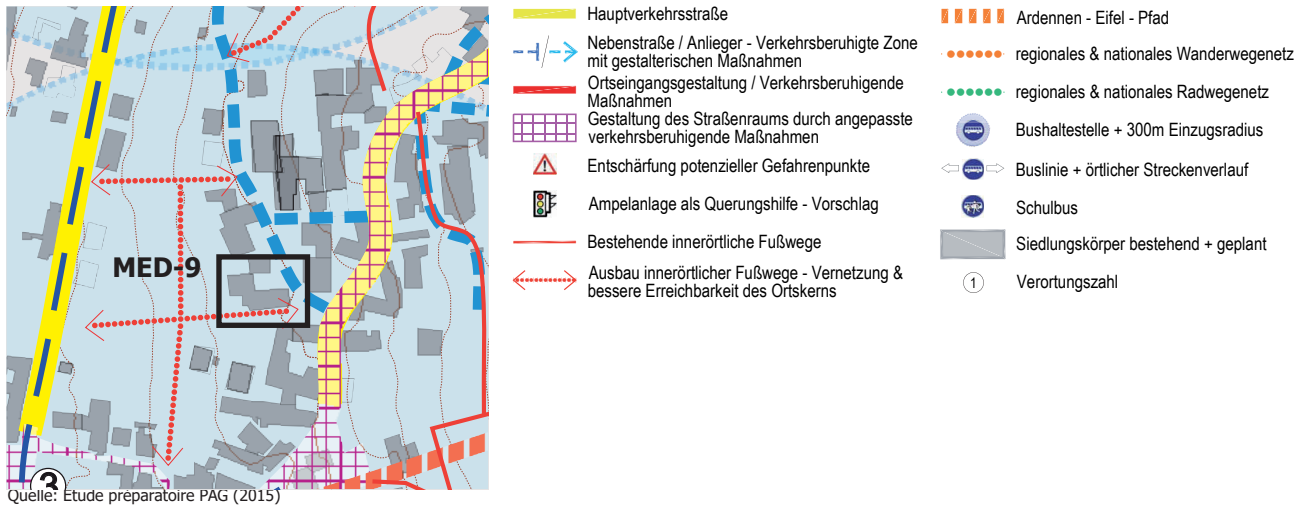 MED-9
3
Quelle: Etude préparatoire PAG (2015)
Hauptverkehrsstraße
Nebenstraße / Anlieger - Verkehrsberuhigte Zone
mit gestalterischen Maßnahmen
Ortseingangsgestaltung / Verkehrsberuhigende
Maßnahmen
Gestaltung des Straßenraums durch angepasste
verkehrsberuhigende Maßnahmen
Entschärfung potenzieller Gefahrenpunkte
Ampelanlage als Querungshilfe - Vorschlag
Bestehende innerörtliche Fußwege
Ausbau innerörtlicher Fußwege - Vernetzung &
bessere Erreichbarkeit des Ortskerns
Ardennen - Eifel - Pfad
regionales & nationales Wanderwegenetz
regionales & nationales Radwegenetz
Bushaltestelle + 300m Einzugsradius
Buslinie + örtlicher Streckenverlauf
Schulbus
Siedlungskörper bestehend + geplant
1 Verortungszahl